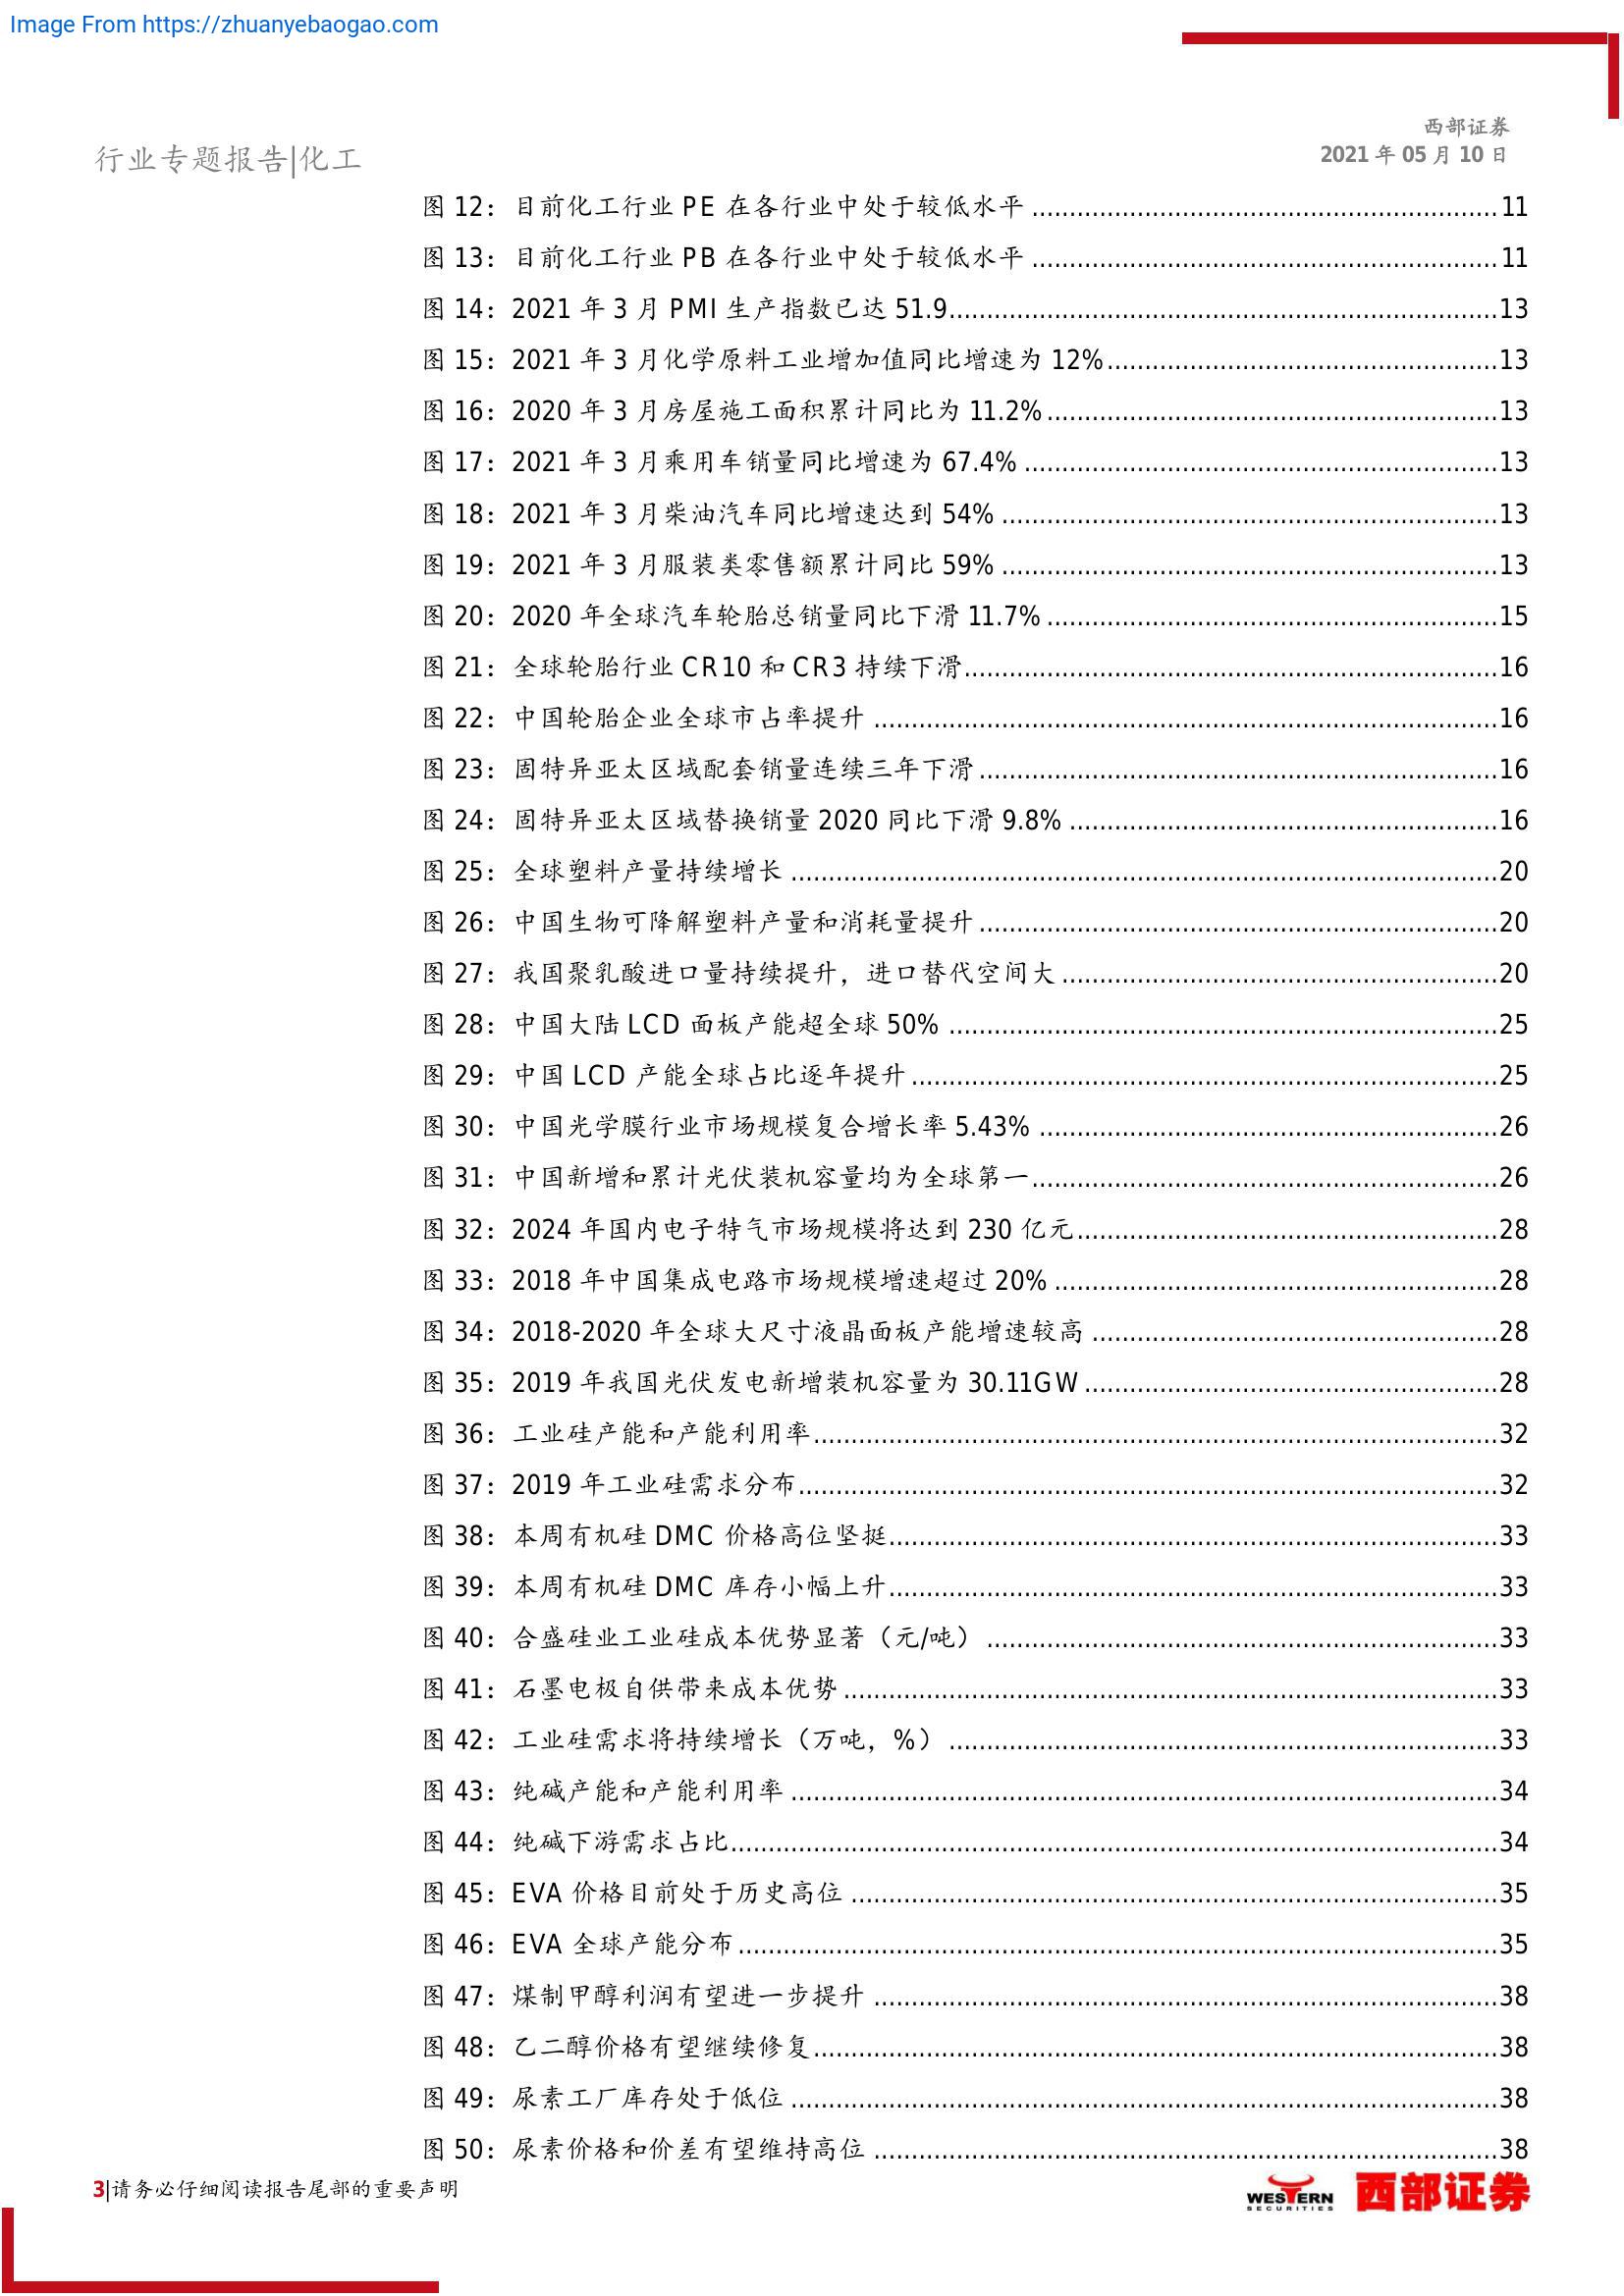 Image From https://zhuanyebaogao.com
西部证券
行业专题报告|化工
2021 年 05 月 10 日
图 12：目前化工行业 PE 在各行业中处于较低水平 ..... 11
图 13：目前化工行业 PB 在各行业中处于较低水平 ..... 11
图 14：2021 年 3 月 PMI 生产指数已达 51.9 ..... 13
图 15：2021 年 3 月化学原料工业增加值同比增速为 12% ..... 13
图 16：2020 年 3 月房屋施工面积累计同比为 11.2% ..... 13
图 17：2021 年 3 月乘用车销量同比增速为 67.4% ..... 13
图 18：2021 年 3 月柴油汽车同比增速达到 54% ..... 13
图 19：2021 年 3 月服装类零售额累计同比 59% ..... 13
图 20：2020 年全球汽车轮胎总销量同比下滑 11.7% ..... 15
图 21：全球轮胎行业 CR10 和 CR3 持续下滑 ..... 16
图 22：中国轮胎企业全球市占率提升 ..... 16
图 23：固特异亚太区域配套销量连续三年下滑 ..... 16
图 24：固特异亚太区域替换销量 2020 同比下滑 9.8% ..... 16
图 25：全球塑料产量持续增长 ..... 20
图 26：中国生物可降解塑料产量和消耗量提升 ..... 20
图 27：我国聚乳酸进口量持续提升，进口替代空间大 ..... 20
图 28：中国大陆 LCD 面板产能超全球 50% ..... 25
图 29：中国 LCD 产能全球占比逐年提升 ..... 25
图 30：中国光学膜行业市场规模复合增长率 5.43% ..... 26
图 31：中国新增和累计光伏装机容量均为全球第一 ..... 26
图 32：2024 年国内电子特气市场规模将达到 230 亿元 ..... 28
图 33：2018 年中国集成电路市场规模增速超过 20% ..... 28
图 34：2018-2020 年全球大尺寸液晶面板产能增速较高 ..... 28
图 35：2019 年我国光伏发电新增装机容量为 30.11GW ..... 28
图 36：工业硅产能和产能利用率 ..... 32
图 37：2019 年工业硅需求分布 ..... 32
图 38：本周有机硅 DMC 价格高位坚挺 ..... 33
图 39：本周有机硅 DMC 库存小幅上升 ..... 33
图 40：合盛硅业工业硅成本优势显著（元/吨） ..... 33
图 41：石墨电极自供带来成本优势 ..... 33
图 42：工业硅需求将持续增长（万吨，%） ..... 33
图 43：纯碱产能和产能利用率 ..... 34
图 44：纯碱下游需求占比 ..... 34
图 45：EVA 价格目前处于历史高位 ..... 35
图 46：EVA 全球产能分布 ..... 35
图 47：煤制甲醇利润有望进一步提升 ..... 38
图 48：乙二醇价格有望继续修复 ..... 38
图 49：尿素工厂库存处于低位 ..... 38
图 50：尿素价格和价差有望维持高位 ..... 38
3|请务必仔细阅读报告尾部的重要声明
WESTERN
SECURITIES
西部证券